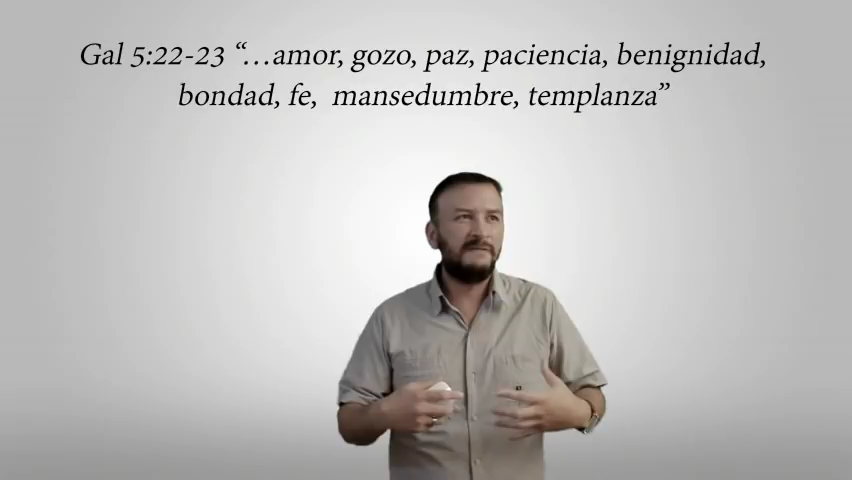 Gal 5:22-23 “…amor, gozo, paz, paciencia, benignidad,
bondad, fe,  mansedumbre, templanza”